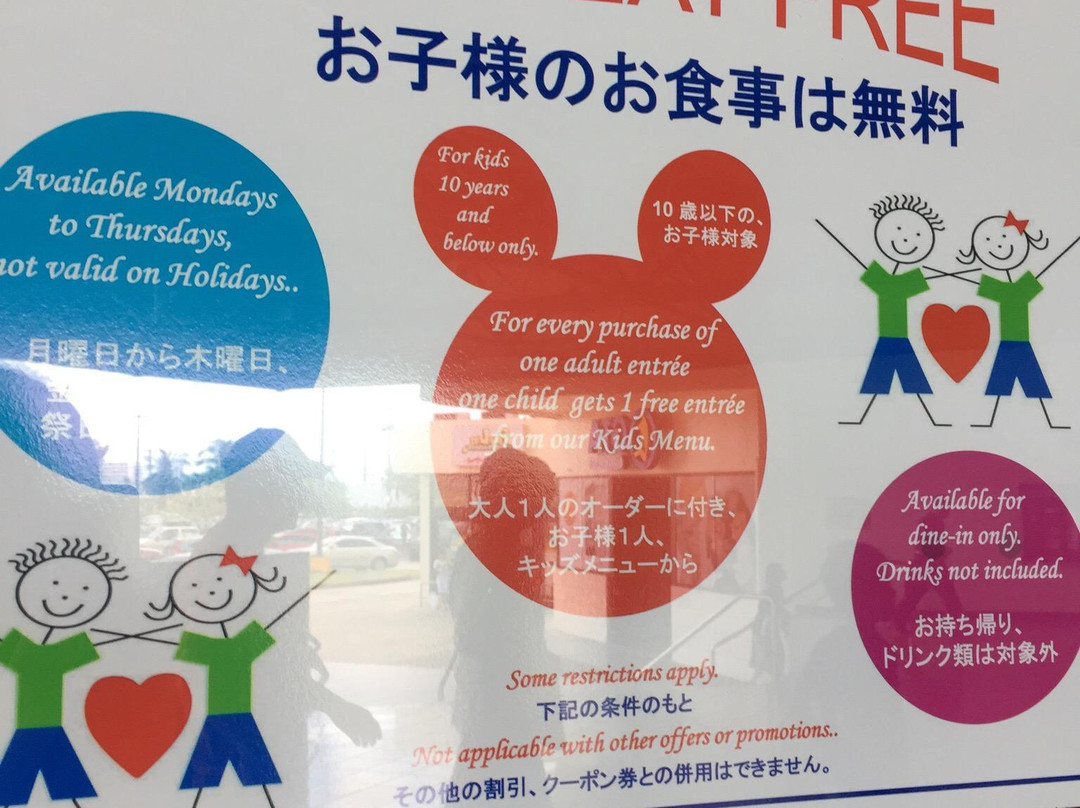 FREE
お子様のお食事は無料
Available Mondays
to Thursdays,
not valid on Holidays..
月曜日から木曜日、
祭
For kids
10 years
and
below only.
10 歳以下の、
お子様対象
For every purchase of
one adult entrée
one child gets 1 free entrée
from our Kids Menu.
大人1人のオーダーに付き、
お子様1人、
キッズメニューから
Available for
dine-in only.
Drinks not included.
お持ち帰り、
ドリンク類は対象外
Some restrictions apply.
下記の条件のもと
Not applicable with other offers or promotions..
その他の割引、クーポン券との併用はできません。